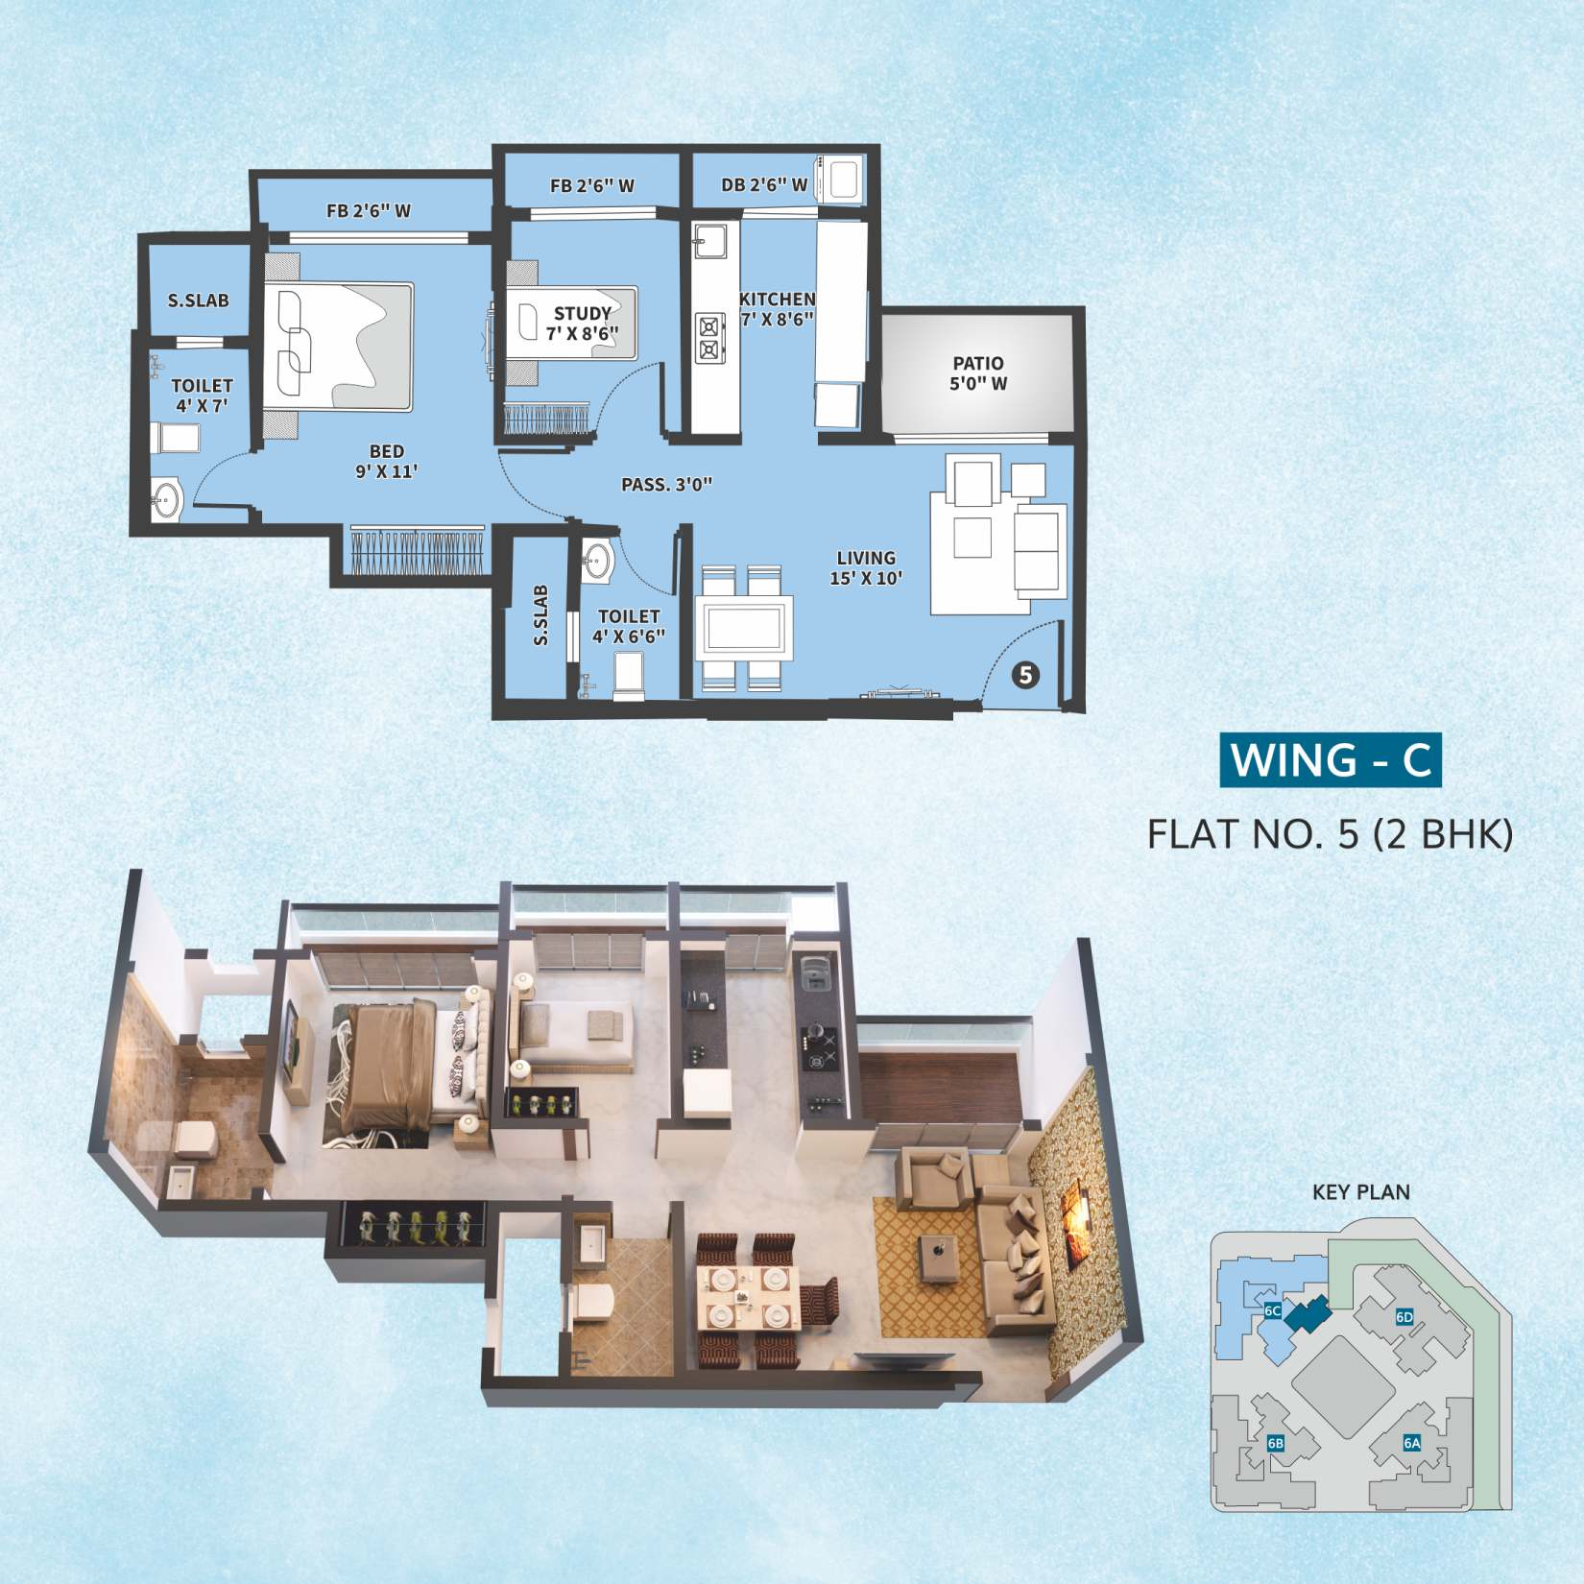 FB 2'6" W
DB 2'6" W
FB 2'6" W
S.SLAB
STUDY
7' X 8'6"
KITCHEN
7' X 8'6"
PATIO
5'0" W
TOILET
4' X 7'
BED
9' X 11'
PASS. 3'0"
LIVING
15' X 10'
S.SLAB
TOILET
4' X 6'6"
5
WING - C
FLAT NO. 5 (2 BHK)
KEY PLAN
6C
6D
6B
6A